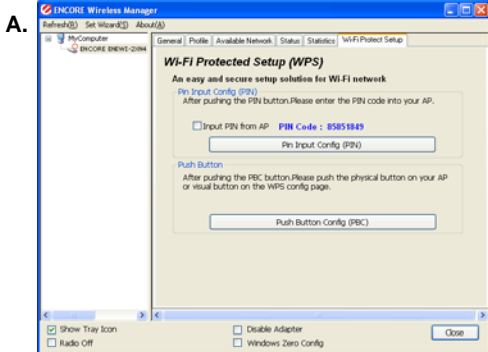 A.
ENCORE Wireless Manager
Refresh(R) Set Wizard(S) About(A)
MyComputer
ENCORE ENEWI-2XN4
General Profile Available Network Status Statistics Wi-Fi Protect Setup
Wi-Fi Protected Setup (WPS)
An easy and secure setup solution for Wi-Fi network
Pin Input Config (PIN)
After pushing the PIN button.Please enter the PIN code into your AP.
Input PIN from AP PIN Code : 85851849
Pin Input Config (PIN)
Push Button
After pushing the PBC button.Please push the physical button on your AP
or visual button on the WPS config page.
Push Button Config (PBC)
Show Tray Icon
Disable Adapter
Close
Radio Off
Windows Zero Config